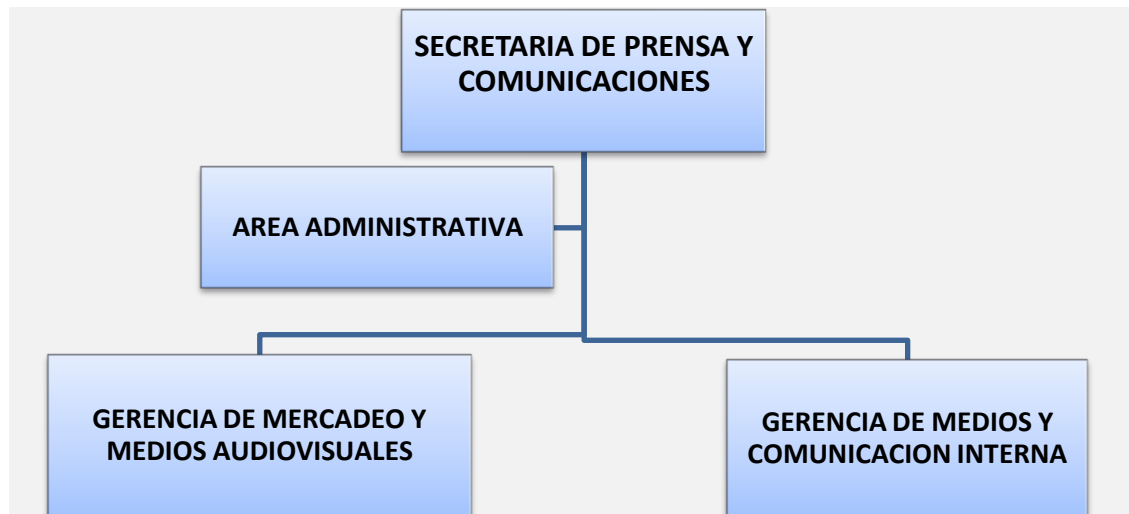 SECRETARIA DE PRENSA Y
COMUNICACIONES
AREA ADMINISTRATIVA
GERENCIA DE MERCADEO Y
MEDIOS AUDIOVISUALES
GERENCIA DE MEDIOS Y
COMUNICACION INTERNA